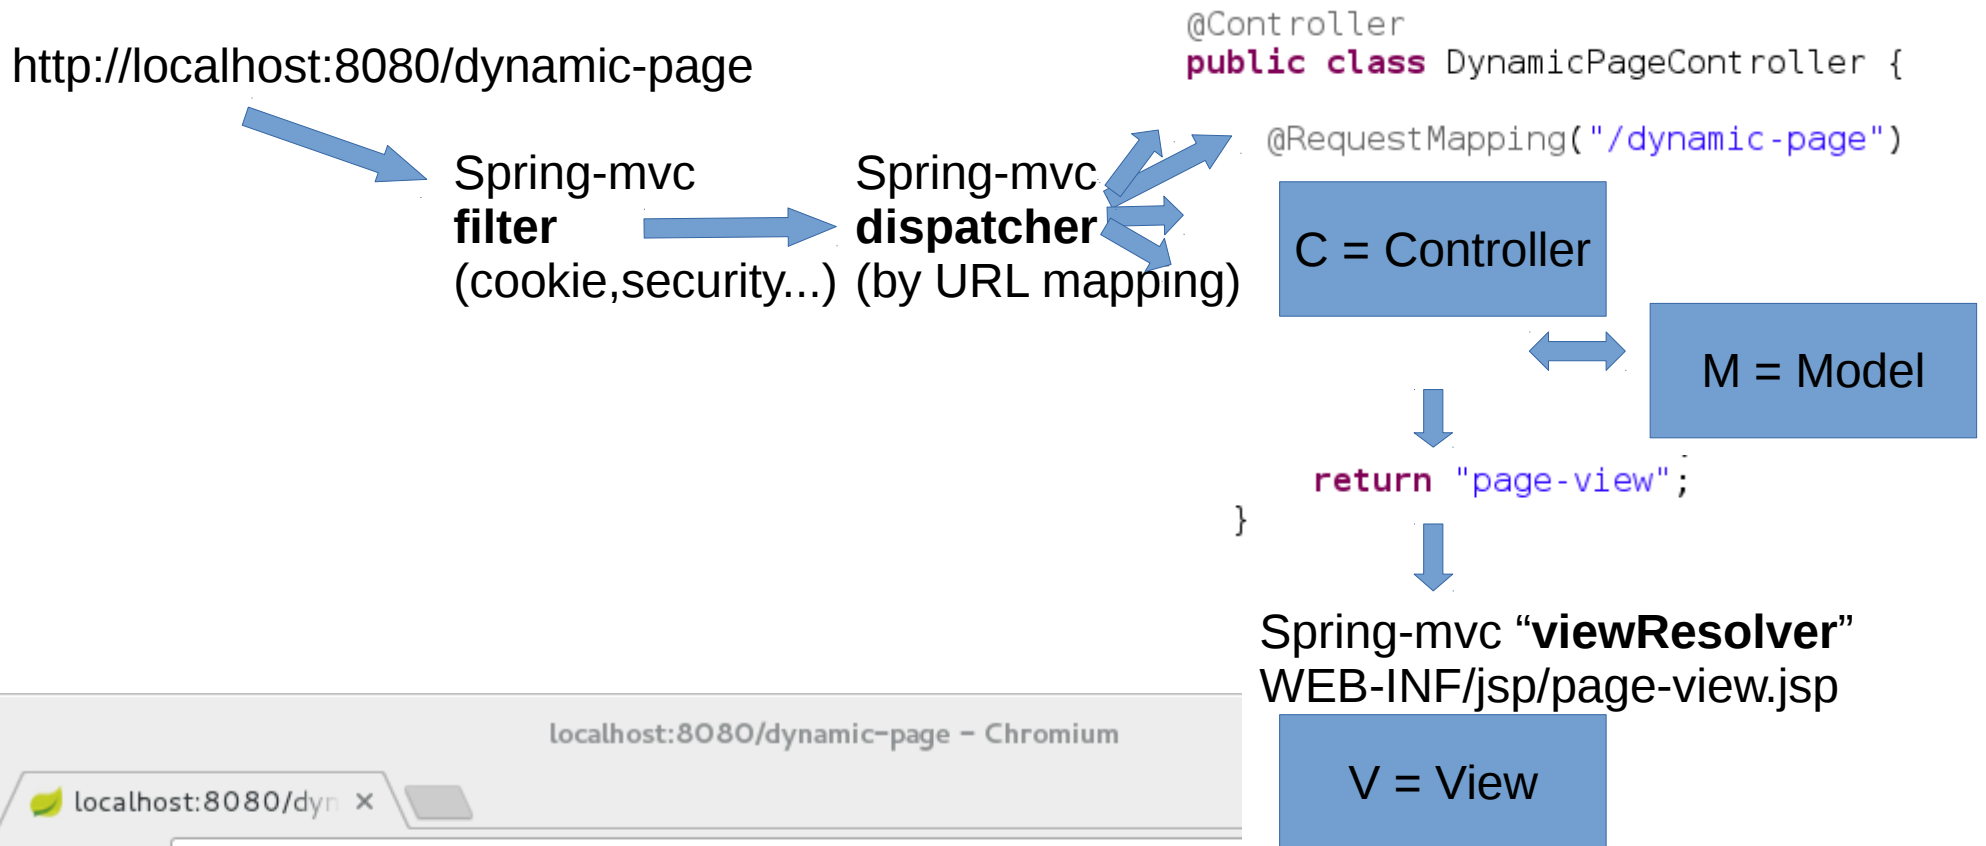 http://localhost:8080/dynamic-page
Spring-mvc
filter
(cookie,security...)
Spring-mvc
dispatcher
(by URL mapping)
@Controller
public class DynamicPageController {
@RequestMapping("/dynamic-page")
C = Controller
M = Model
return "page-view";
}
Spring-mvc “viewResolver”
WEB-INF/jsp/page-view.jsp
V = View
localhost:8080/dynamic-page - Chromium
localhost:8080/dyn ×